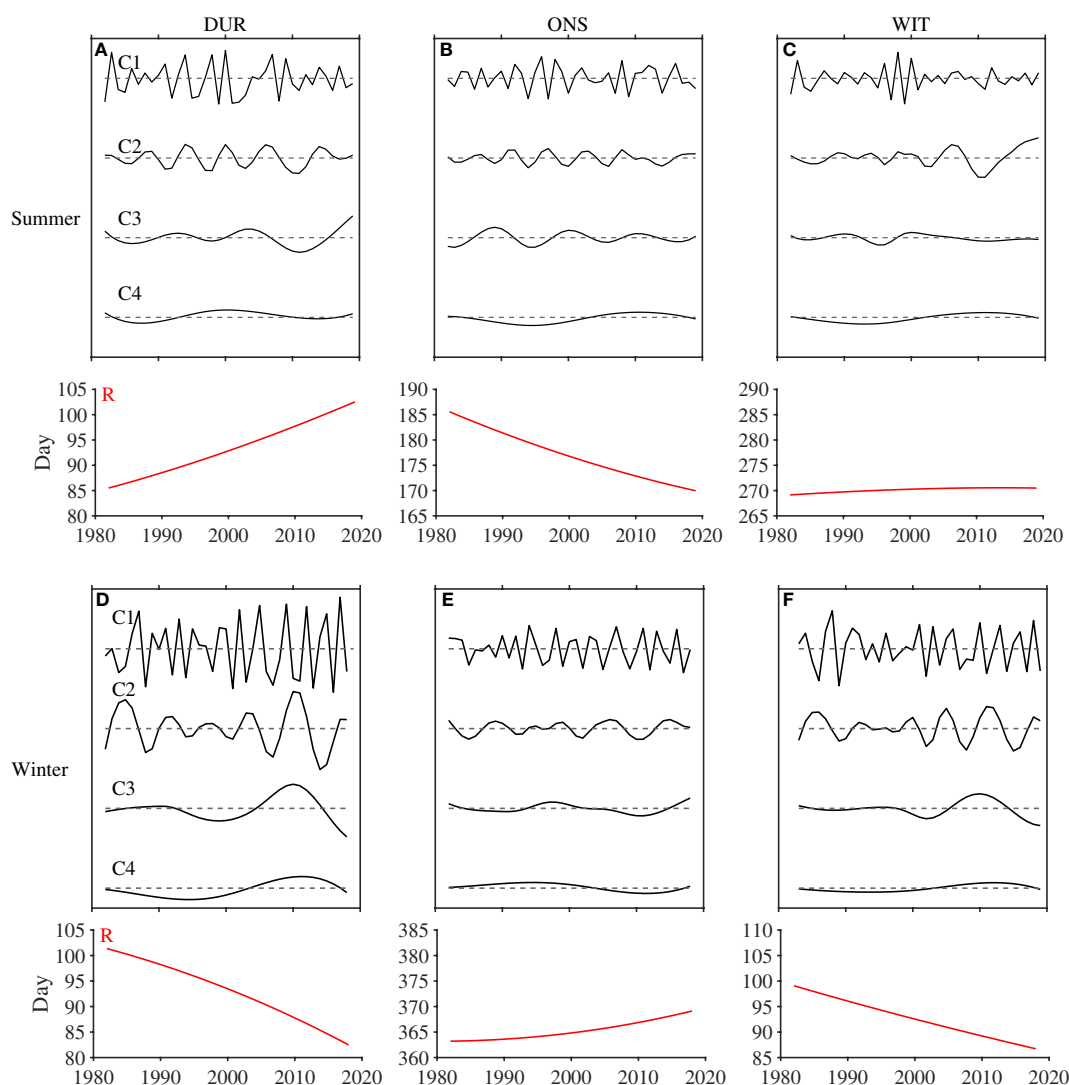 DUR ONS WIT
A B C
C1
C2
Summer
C3
C4
105 190 290
R
100 185 285
95 180 280
90 175 275
85 170 270
80 165 265
Day
1980 1990 2000 2010 2020 1980 1990 2000 2010 2020 1980 1990 2000 2010 2020
D E F
C1
C2
Winter
C3
C4
105 385 110
R
100 380 105
95 375 100
90 370 95
85 365 90
80 360 85
Day
1980 1990 2000 2010 2020 1980 1990 2000 2010 2020 1980 1990 2000 2010 2020